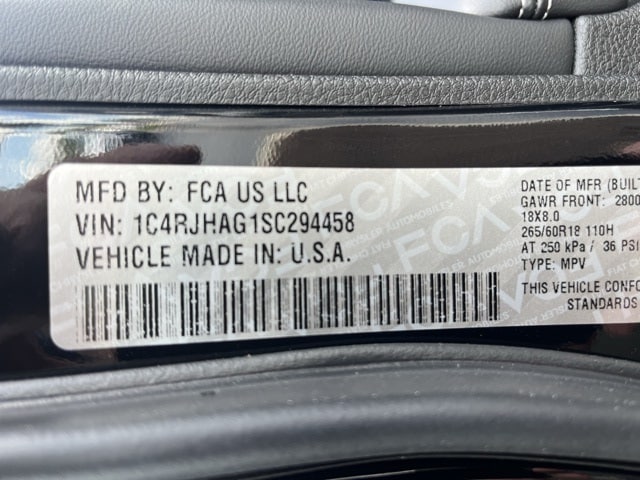 MFD BY: FCA US LLC
VIN: 1C4RJHAG1SC294458
VEHICLE MADE IN U.S.A.
DATE OF MFR (BUILT
GAWR FRONT: 2800
18X8.0
265/60R18 110H
AT 250 kPa / 36 PSI
TYPE: MPV
THIS VEHICLE CONFO
STANDARDS